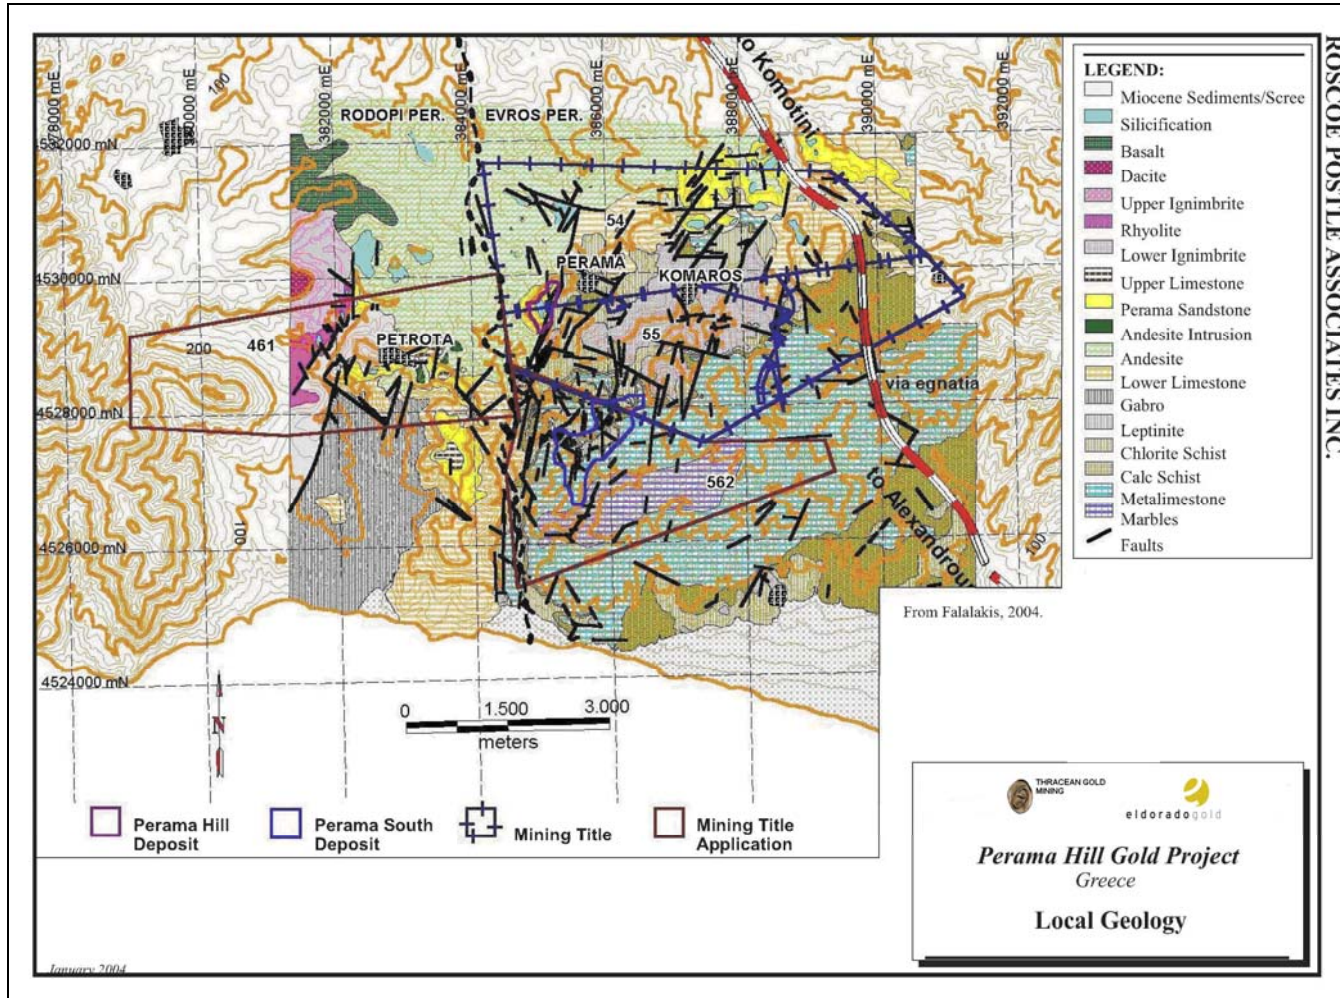 ROSCOE POSTLE ASSOCIATES INC.
378000 mE
380000 mE
382000 mE
384000 mE
386000 mE
388000 mE
390000 mE
392000 mE
to Komotini
100
RODOPI PER.
EVROS PER.
4532000 mN
54
PERAMA
KOMAROS
4530000 mN
461
200
PETROTA
55
via egnatia
4528000 mN
562
to Alexandrou
100
100
4526000 mN
4524000 mN
N
0
1.500
3.000
meters
Perama Hill
Deposit
Perama South
Deposit
Mining Title
Mining Title
Application
LEGEND:
Miocene Sediments/Scree
Silicification
Basalt
Dacite
Upper Ignimbrite
Rhyolite
Lower Ignimbrite
Upper Limestone
Perama Sandstone
Andesite Intrusion
Andesite
Lower Limestone
Gabro
Leptinite
Chlorite Schist
Calc Schist
Metalimestone
Marbles
Faults
From Falalakis, 2004.
THRACEAN GOLD
MINING
eldoradogold
Perama Hill Gold Project
Greece
Local Geology
January 2004